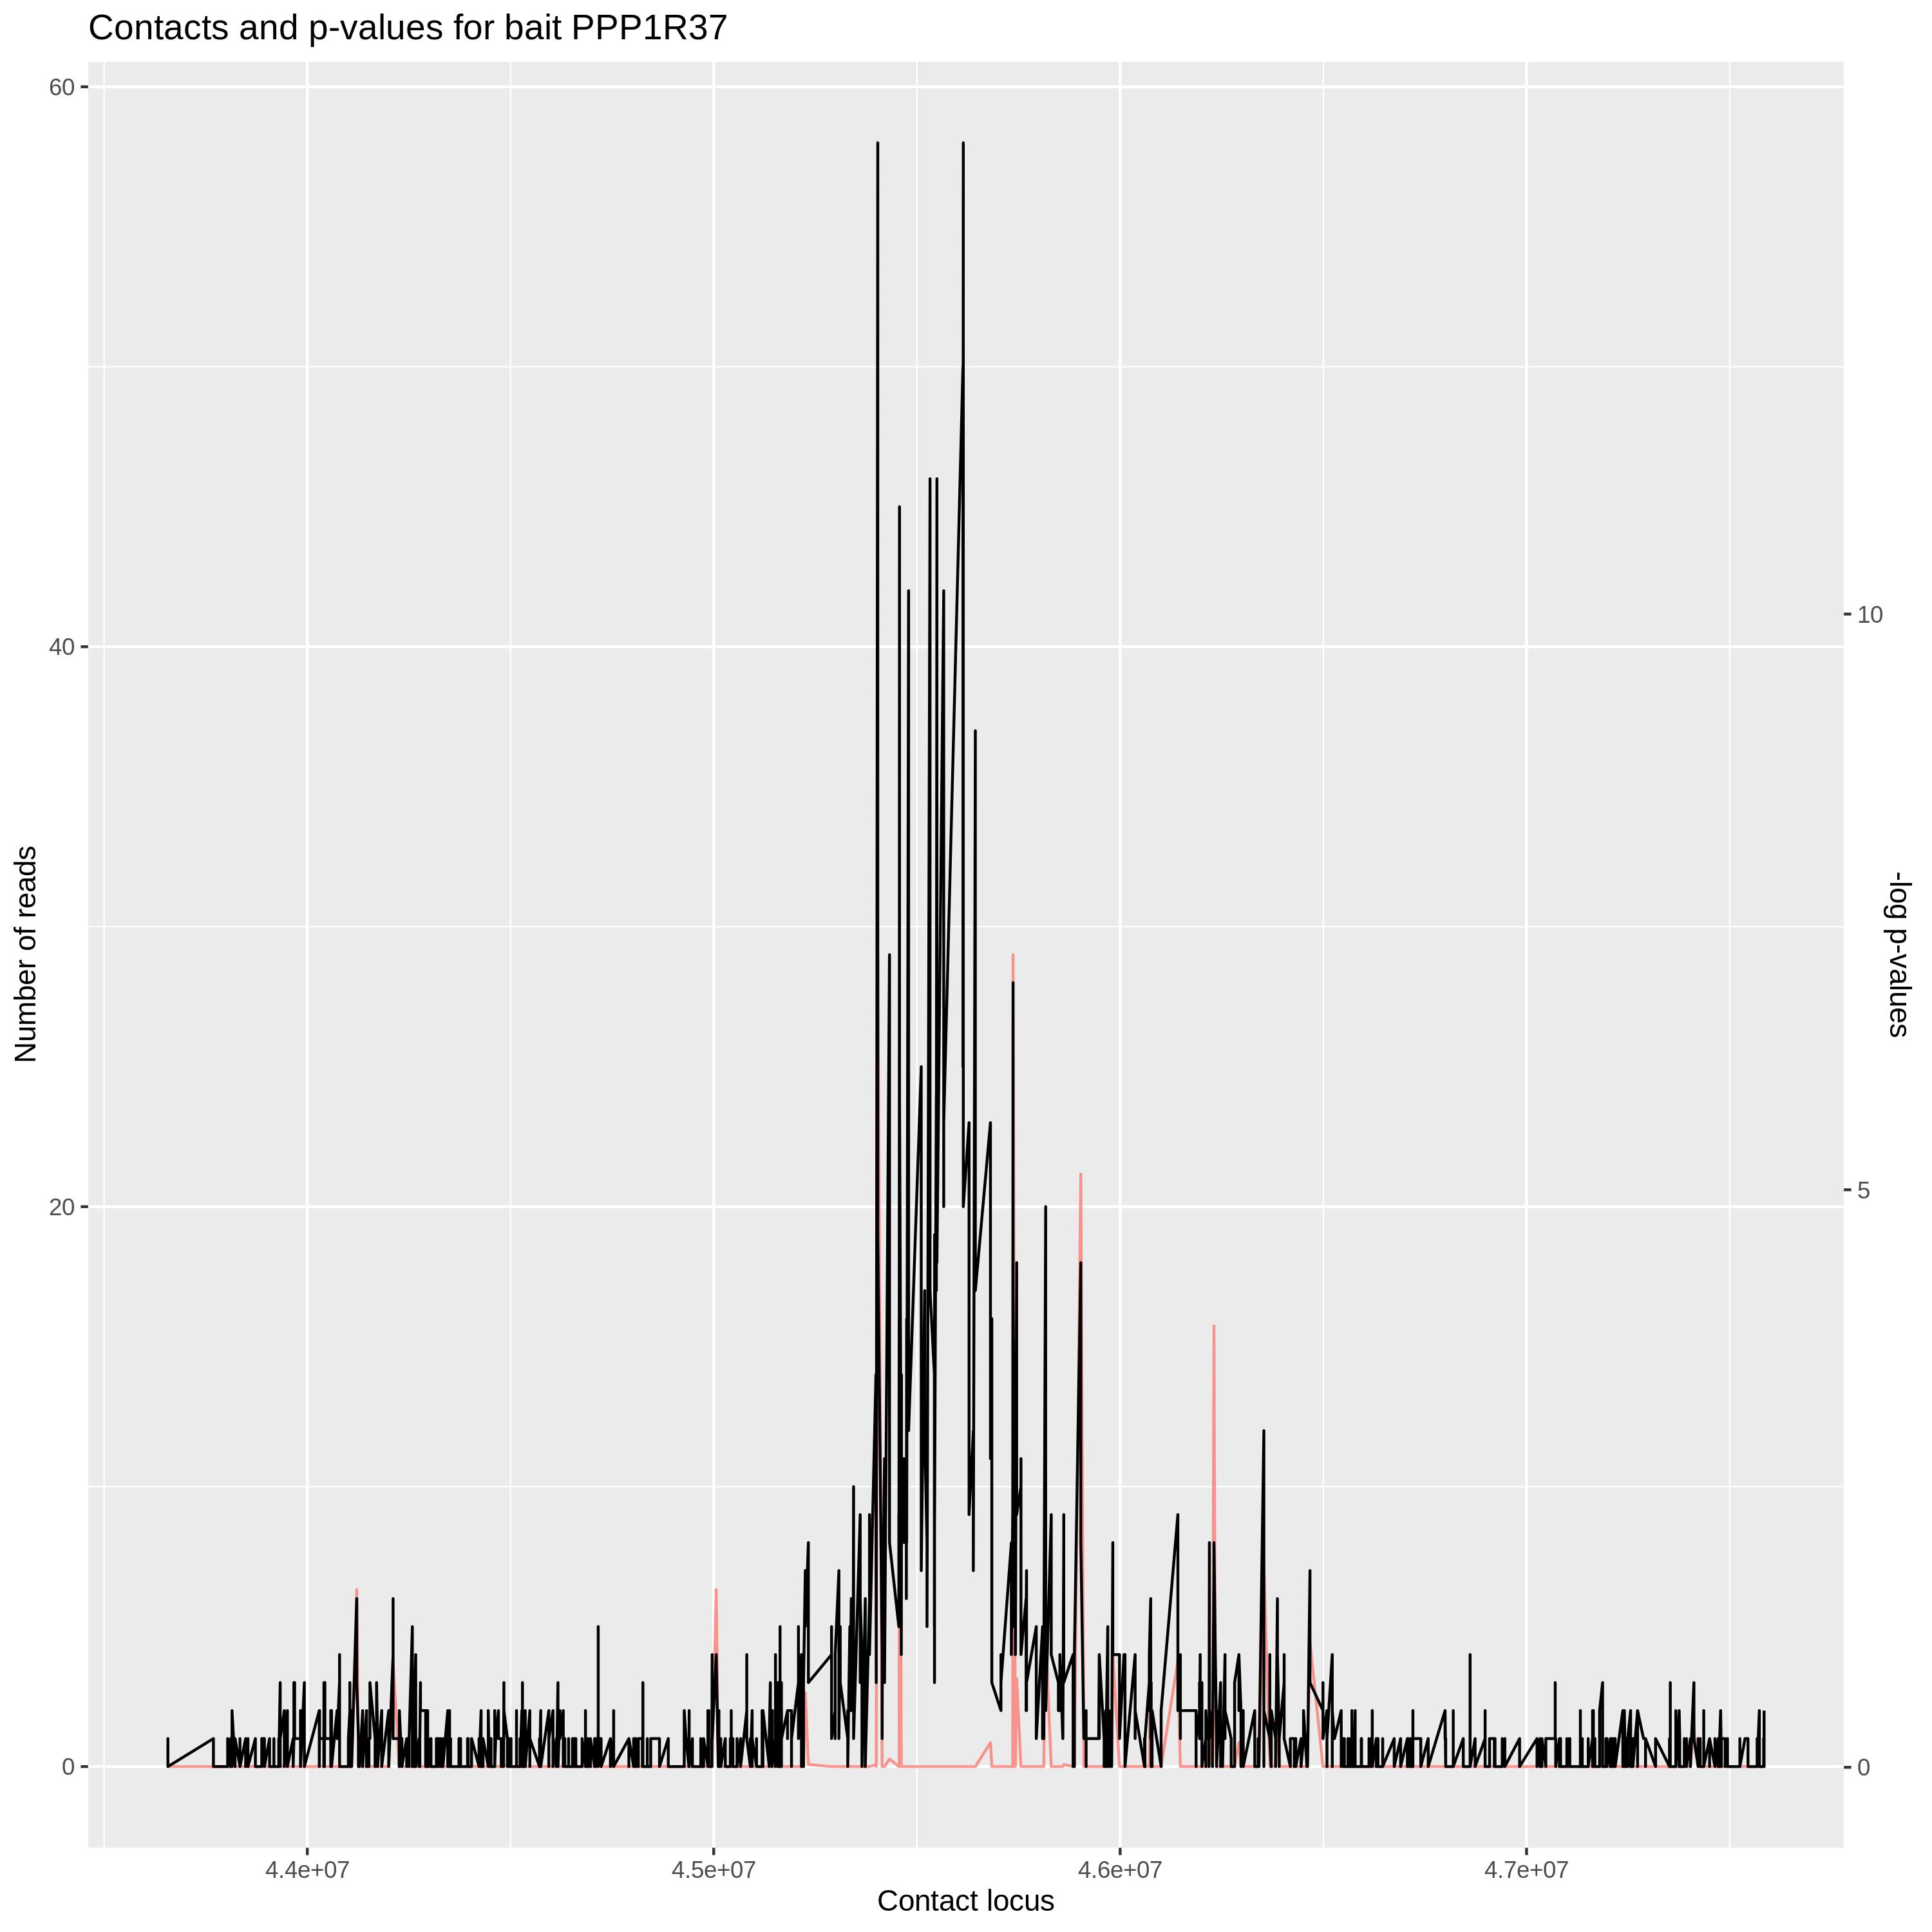 Contacts and p-values for bait PPP1R37
60
40
20
0
Number of reads
10
5
0
-log p-values
4.4e+07
4.5e+07
4.6e+07
4.7e+07
Contact locus